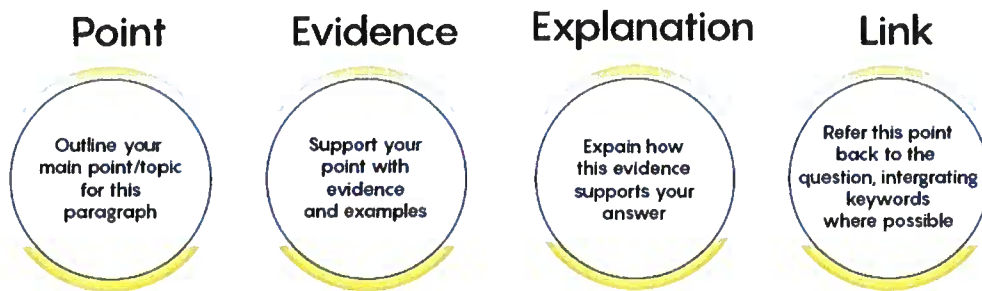 Point
Outline your
main point/topic
for this
paragraph
Evidence
Support your
point with
evidence
and examples
Explanation
Expain how
this evidence
supports your
answer
Link
Refer this point
back to the
question, intergrating
keywords
where possible